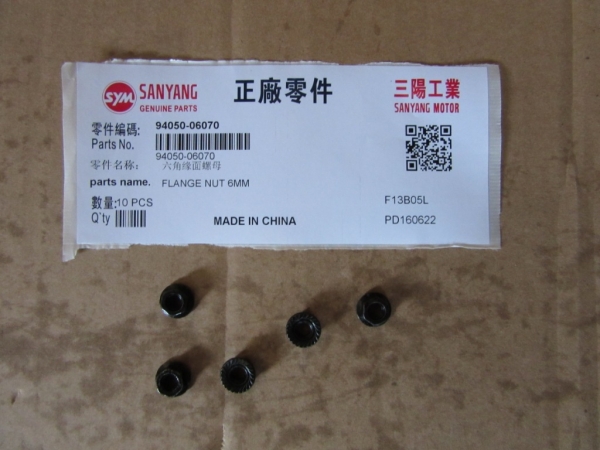 SYM
SANYANG
GENUINE PARTS
正廠零件
三陽工業
SANYANG MOTOR
零件編碼: 94050-06070
Parts No.
94050-06070
零件名称: 六角缘面螺母
parts name. FLANGE NUT 6MM
數量:10 PCS
F13B05L
Q`ty
MADE IN CHINA
PD160622